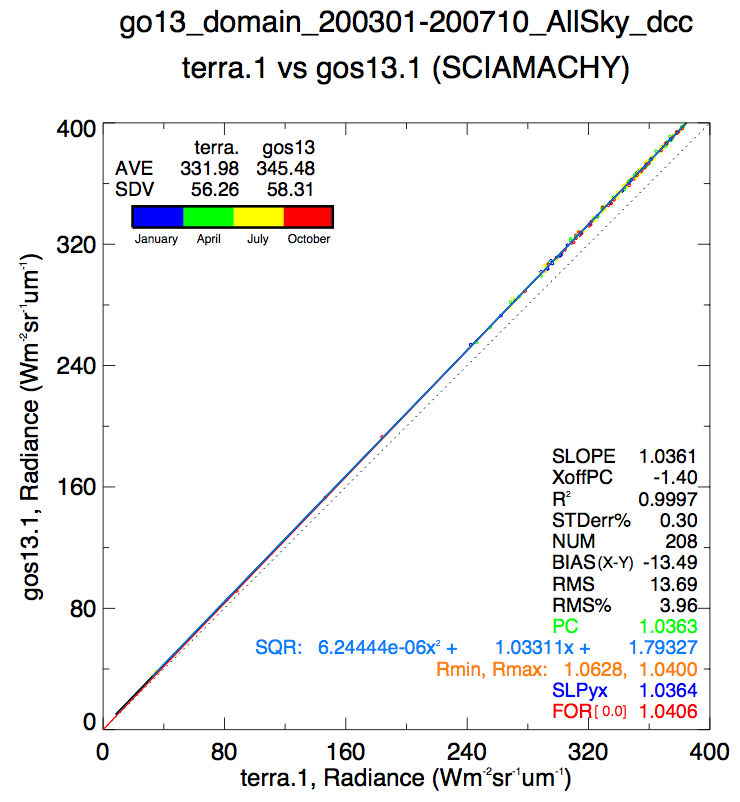 go13_domain_200301-200710_AllSky_dcc
terra.1 vs gos13.1 (SCIAMACHY)
terra. gos13
AVE 331.98 345.48
SDV 56.26 58.31
January April July October
400
320
240
160
80
0
gos13.1, Radiance (Wm⁻²sr⁻¹um⁻¹)
SLOPE 1.0361
XoffPC -1.40
R² 0.9997
STDerr% 0.30
NUM 208
BIAS(X-Y) -13.49
RMS 13.69
RMS% 3.96
PC 1.0363
SQR: 6.24444e-06x² + 1.03311x + 1.79327
Rmin, Rmax: 1.0628, 1.0400
SLPyx 1.0364
FOR[ 0.0] 1.0406
0 80 160 240 320 400
terra.1, Radiance (Wm⁻²sr⁻¹um⁻¹)